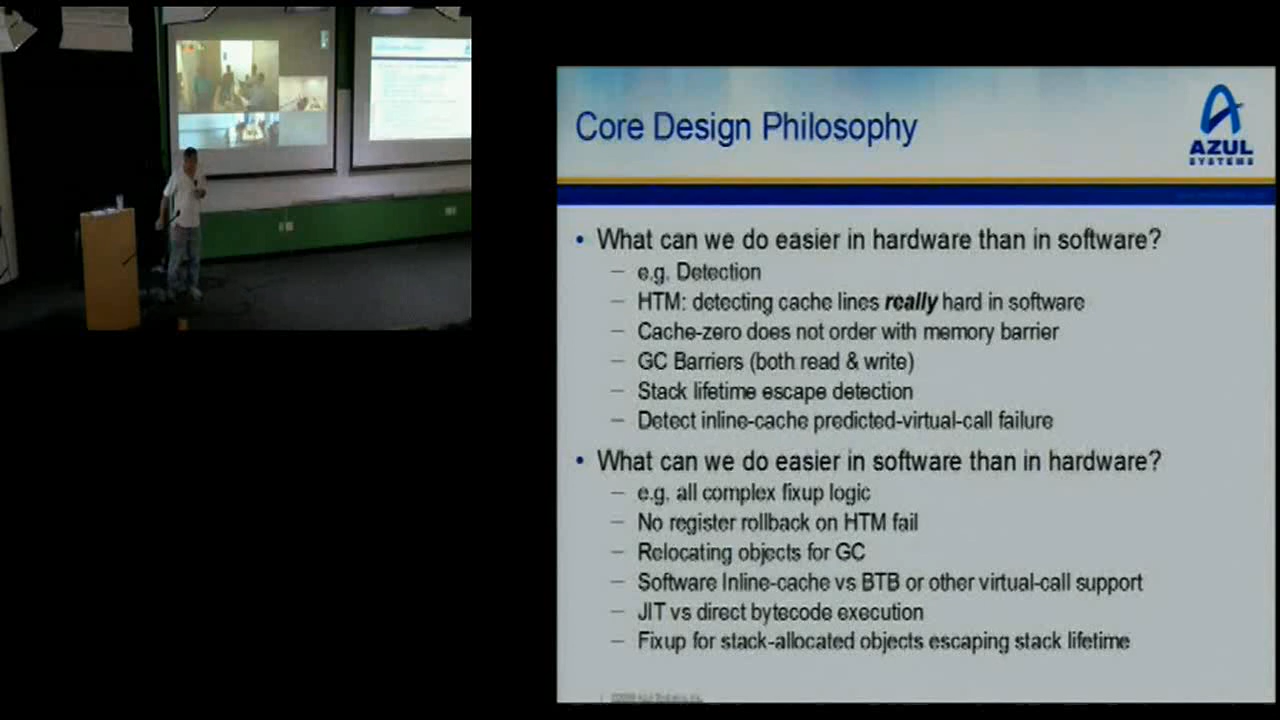 Core Design Philosophy
AZUL
SYSTEMS
• What can we do easier in hardware than in software?
– e.g. Detection
– HTM: detecting cache lines really hard in software
– Cache-zero does not order with memory barrier
– GC Barriers (both read & write)
– Stack lifetime escape detection
– Detect inline-cache predicted-virtual-call failure
• What can we do easier in software than in hardware?
– e.g. all complex fixup logic
– No register rollback on HTM fail
– Relocating objects for GC
– Software Inline-cache vs BTB or other virtual-call support
– JIT vs direct bytecode execution
– Fixup for stack-allocated objects escaping stack lifetime